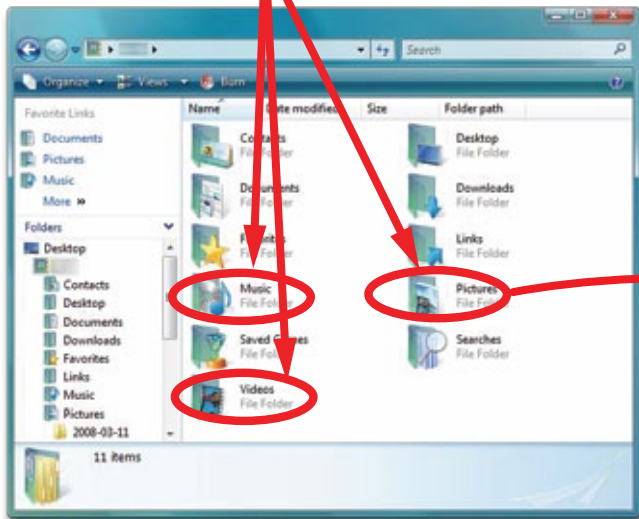 Search
Organize Views Burn
Name Date modified Size Folder path
Favorite Links
Documents
Pictures
Music
More »
Folders
Desktop
Contacts
Desktop
Documents
Downloads
Favorites
Links
Music
Pictures
2008-03-11
Contacts
File Folder
Desktop
File Folder
Documents
File Folder
Downloads
File Folder
Favorites
File Folder
Links
File Folder
Music
File Folder
Pictures
File Folder
Saved Games
File Folder
Searches
File Folder
Videos
File Folder
11 items